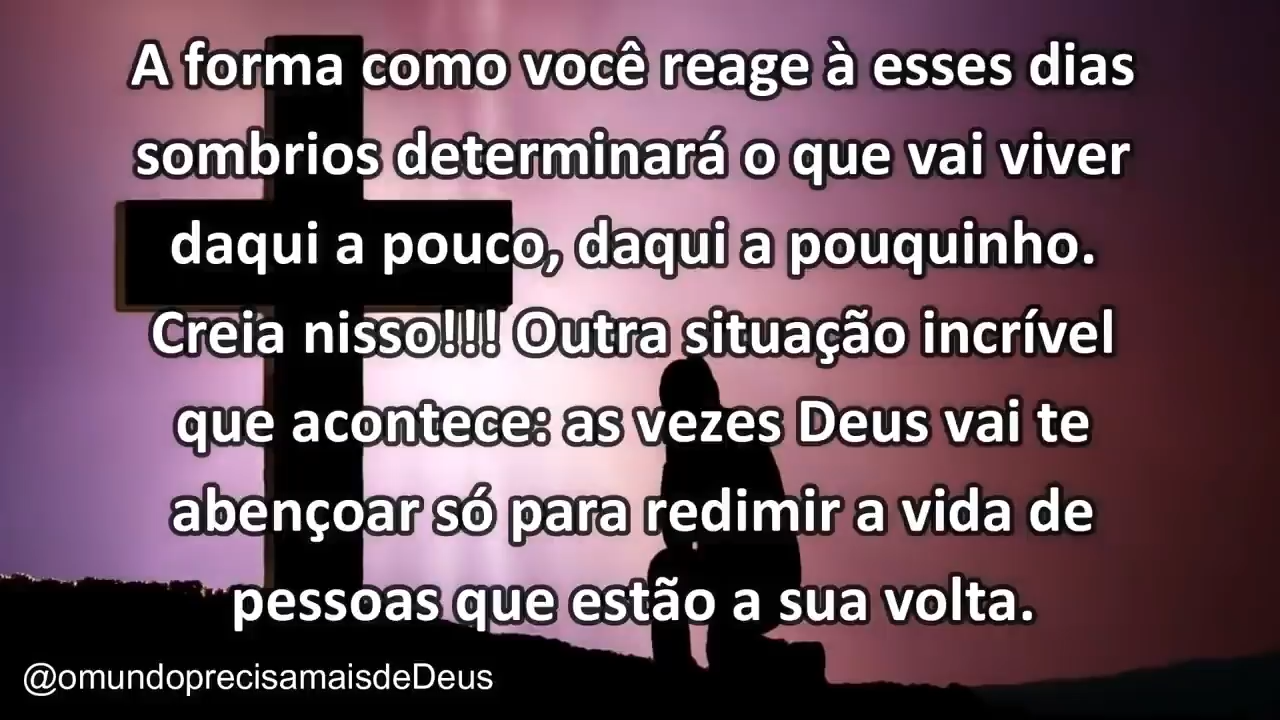 A forma como você reage à esses dias
sombrios determinará o que vai viver
daqui a pouco, daqui a pouquinho.
Creia nisso!!! Outra situação incrível
que acontece: as vezes Deus vai te
abençoar só para redimir a vida de
pessoas que estão a sua volta.
@omundoprecisamaisdeDeus